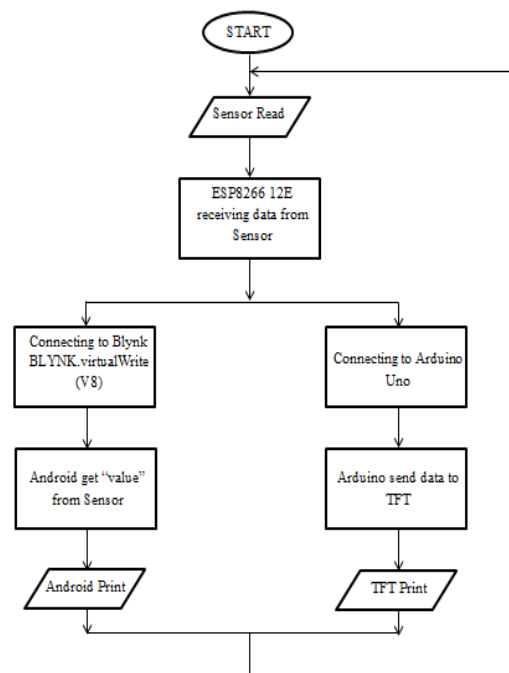 START
Sensor Read
ESP8266 12E
receiving data from
Sensor
Connecting to Blynk
BLYNK.virtualWrite
(V8)
Connecting to Arduino
Uno
Android get “value”
from Sensor
Arduino send data to
TFT
Android Print
TFT Print